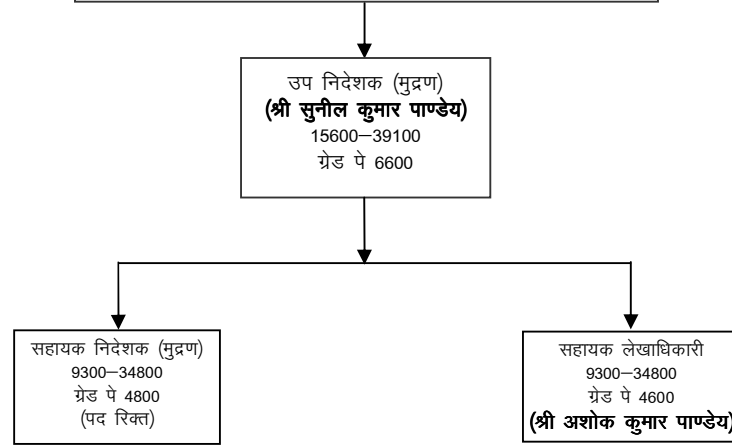 उप निदेशक (मुद्रण)
(श्री सुनील कुमार पाण्डेय)
15600–39100
ग्रेड पे 6600
सहायक निदेशक (मुद्रण)
9300–34800
ग्रेड पे 4800
(पद रिक्त)
सहायक लेखाधिकारी
9300–34800
ग्रेड पे 4600
(श्री अशोक कुमार पाण्डेय)